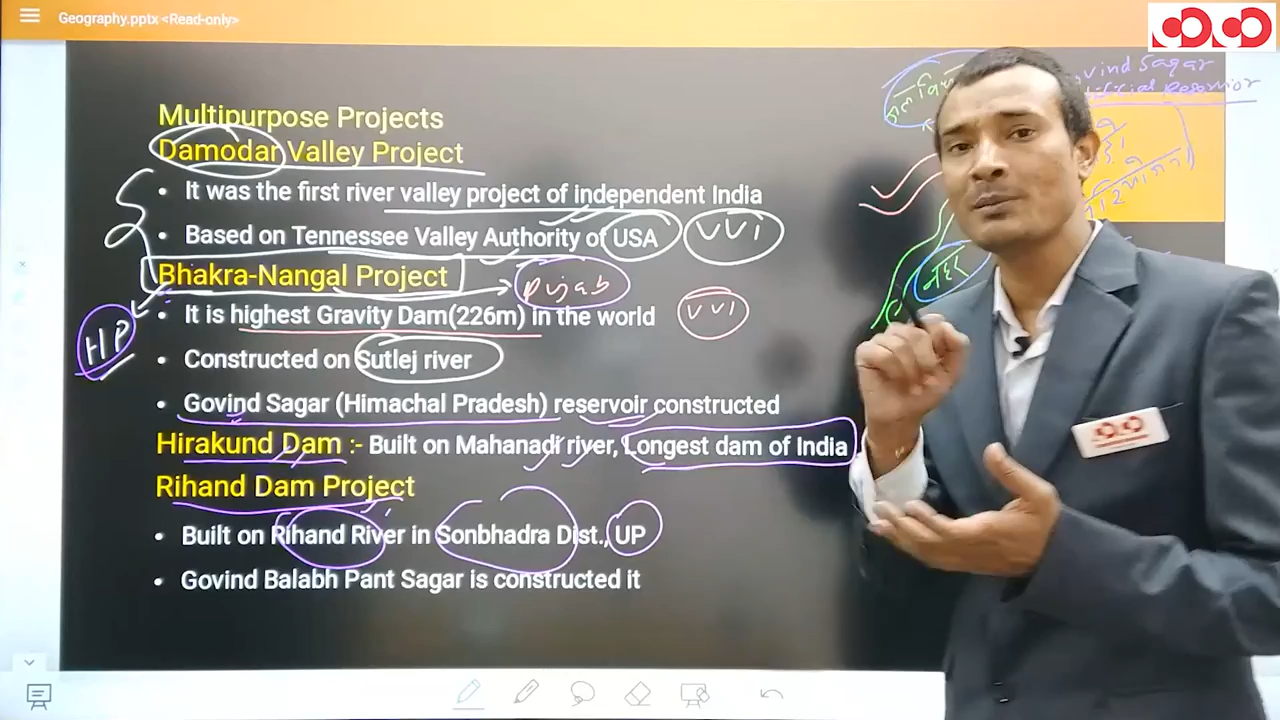 Geography.pptx <Read-only>
Multipurpose Projects
Damodar Valley Project
• It was the first river valley project of independent India
• Based on Tennessee Valley Authority of USA VVI
Bhakra-Nangal Project Punjab
• It is highest Gravity Dam(226m) in the world VVI
HP
• Constructed on Sutlej river
• Govind Sagar (Himachal Pradesh) reservoir constructed
Hirakund Dam :- Built on Mahanadi river, Longest dam of India
Rihand Dam Project
• Built on Rihand River in Sonbhadra Dist., UP
• Govind Balabh Pant Sagar is constructed it
vind Sagar
नहर